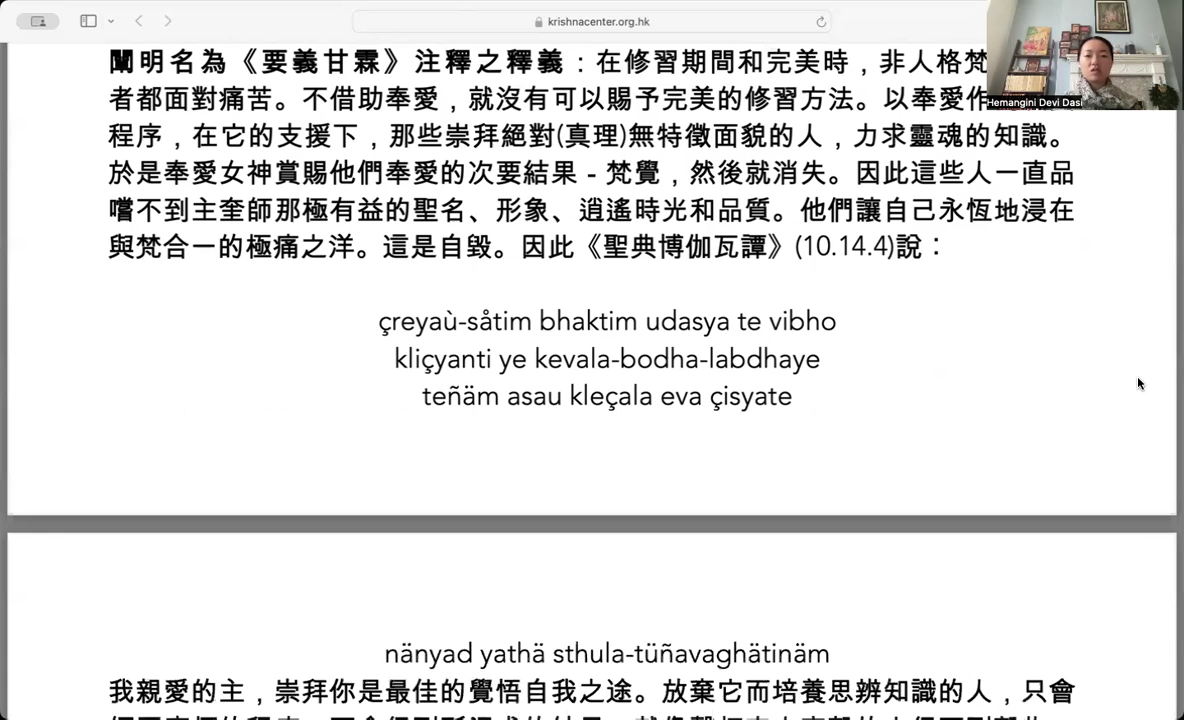 krishnacenter.org.hk
Hemangini Devi Dasi
闡明名為《要義甘霖》注釋之釋義：在修習期間和完美時，非人格梵
者都面對痛苦。不借助奉愛，就沒有可以賜予完美的修習方法。以奉愛作
程序，在它的支援下，那些崇拜絕對(真理)無特徵面貌的人，力求靈魂的知識。
於是奉愛女神賞賜他們奉愛的次要結果 - 梵覺，然後就消失。因此這些人一直品
嚐不到主奎師那極有益的聖名、形象、逍遙時光和品質。他們讓自己永恆地浸在
與梵合一的極痛之洋。這是自毀。因此《聖典博伽瓦譚》(10.14.4)說：
çreyaù-såtim bhaktim udasya te vibho
kliçyanti ye kevala-bodha-labdhaye
teñäm asau kleçala eva çisyate
nänyad yathä sthula-tüñavaghätinäm
我親愛的主，崇拜你是最佳的覺悟自我之途。放棄它而培養思辨知識的人，只會